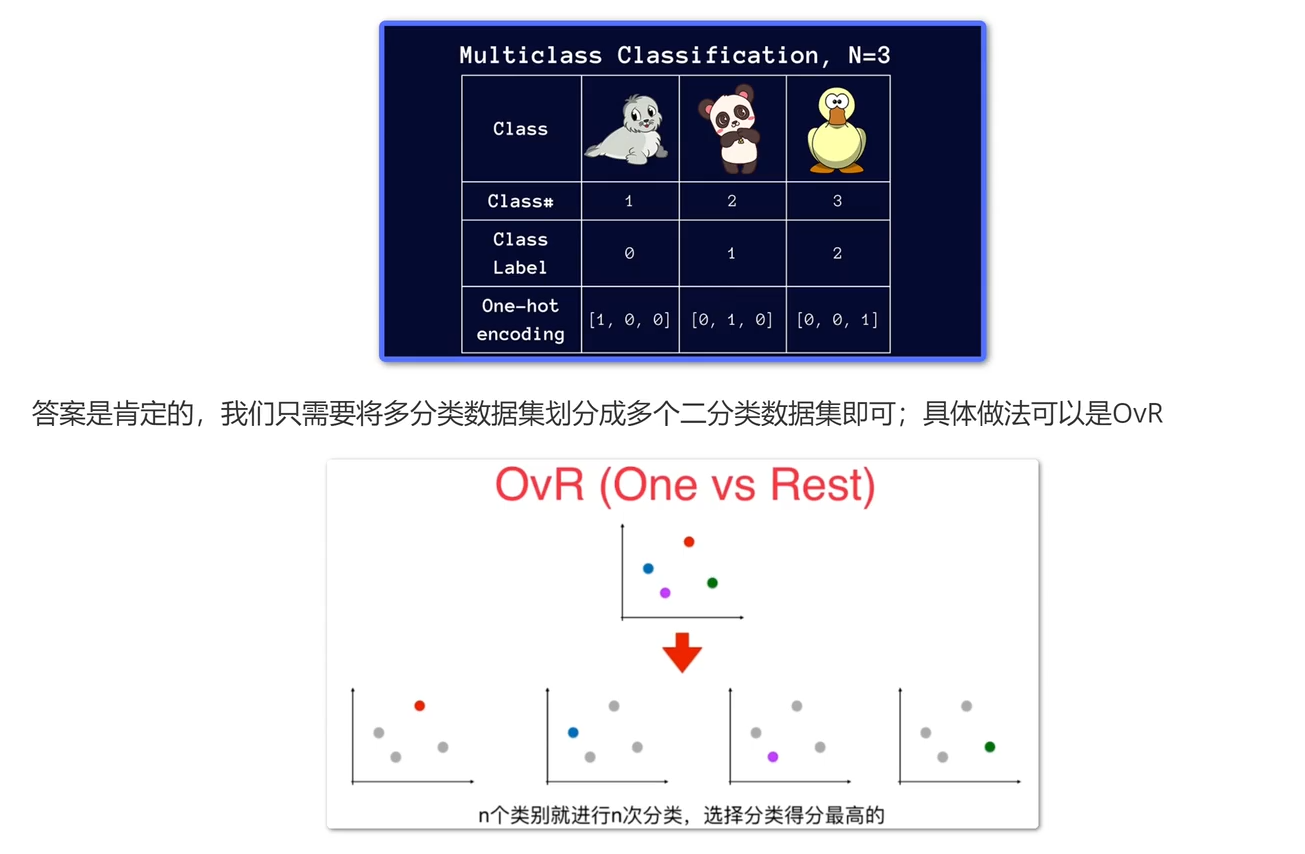 Multiclass Classification, N=3
Class
Class# 1 2 3
Class Label 0 1 2
One-hot encoding [1, 0, 0] [0, 1, 0] [0, 0, 1]
答案是肯定的，我们只需要将多分类数据集划分成多个二分类数据集即可；具体做法可以是OvR
OvR (One vs Rest)
n个类别就进行n次分类，选择分类得分最高的